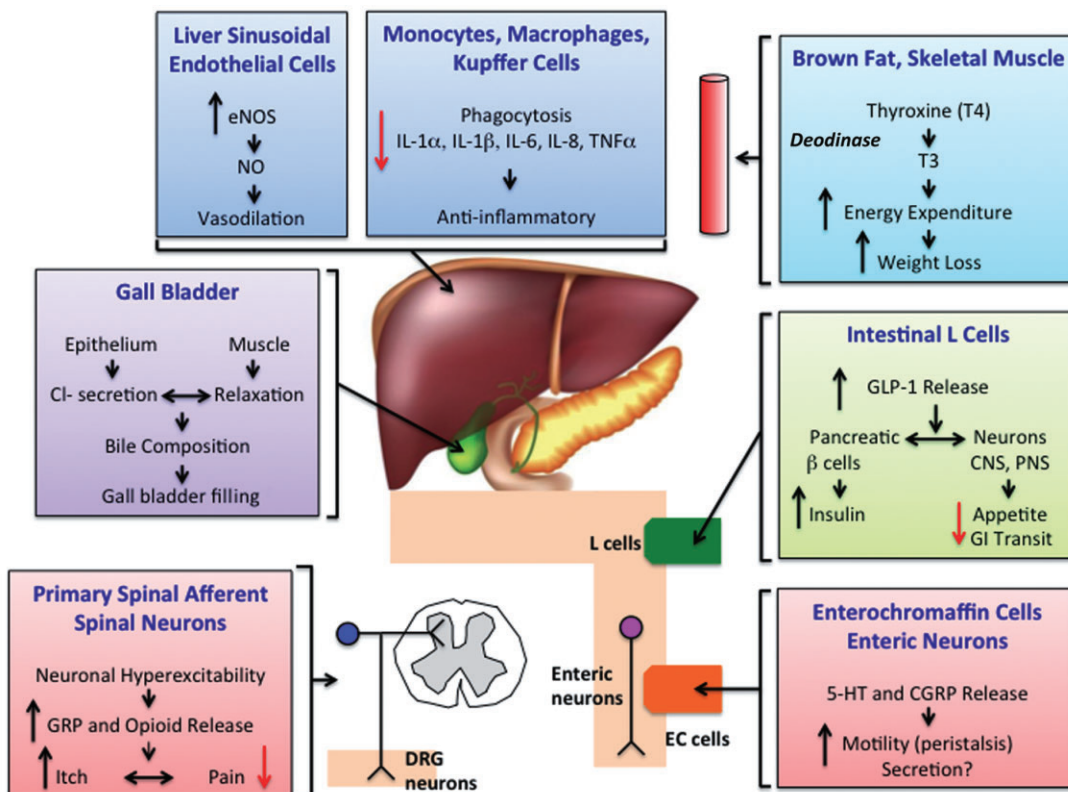 Liver Sinusoidal
Endothelial Cells
eNOS
NO
Vasodilation
Monocytes, Macrophages,
Kupffer Cells
Phagocytosis
IL-1α, IL-1β, IL-6, IL-8, TNFα
Anti-inflammatory
Brown Fat, Skeletal Muscle
Thyroxine (T4)
Deodinase
T3
Energy Expenditure
Weight Loss
Gall Bladder
Epithelium Muscle
Cl- secretion Relaxation
Bile Composition
Gall bladder filling
Intestinal L Cells
GLP-1 Release
Pancreatic Neurons
β cells CNS, PNS
Insulin Appetite
GI Transit
L cells
Primary Spinal Afferent
Spinal Neurons
Neuronal Hyperexcitability
GRP and Opioid Release
Itch Pain
DRG
neurons
Enteric
neurons
EC cells
Enterochromaffin Cells
Enteric Neurons
5-HT and CGRP Release
Motility (peristalsis)
Secretion?